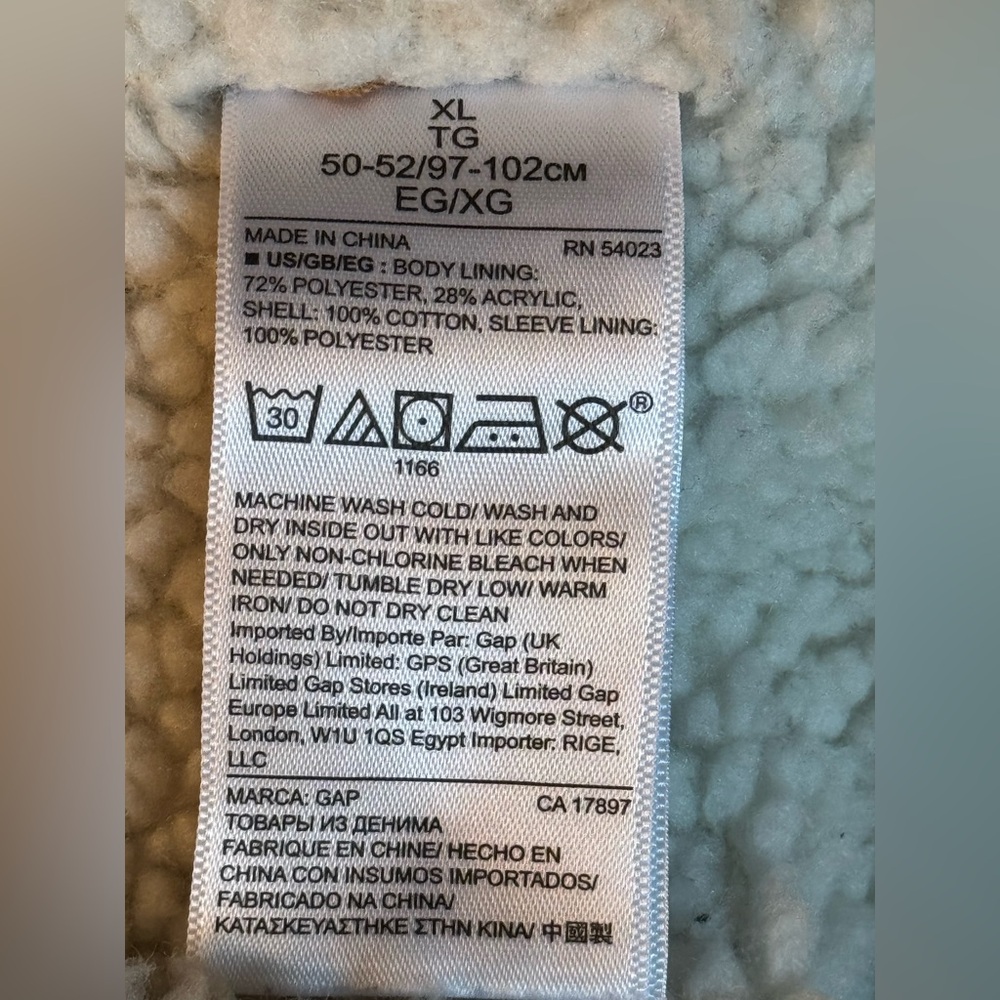 XL
TG
50-52/97-102CM
EG/XG
MADE IN CHINA RN 54023
■ US/GB/EG : BODY LINING:
72% POLYESTER, 28% ACRYLIC,
SHELL: 100% COTTON, SLEEVE LINING:
100% POLYESTER
30 ®
1166
MACHINE WASH COLD/ WASH AND
DRY INSIDE OUT WITH LIKE COLORS/
ONLY NON-CHLORINE BLEACH WHEN
NEEDED/ TUMBLE DRY LOW/ WARM
IRON/ DO NOT DRY CLEAN
Imported By/Importe Par: Gap (UK
Holdings) Limited: GPS (Great Britain)
Limited Gap Stores (Ireland) Limited Gap
Europe Limited All at 103 Wigmore Street,
London, W1U 1QS Egypt Importer: RIGE,
LLC
MARCA: GAP CA 17897
ТОВАРЫ ИЗ ДЕНИМА
FABRIQUE EN CHINE/ HECHO EN
CHINA CON INSUMOS IMPORTADOS/
FABRICADO NA CHINA/
ΚΑΤΑΣΚΕΥΑΣΤΗΚΕ ΣΤΗΝ ΚΙΝΑ/ 中國製